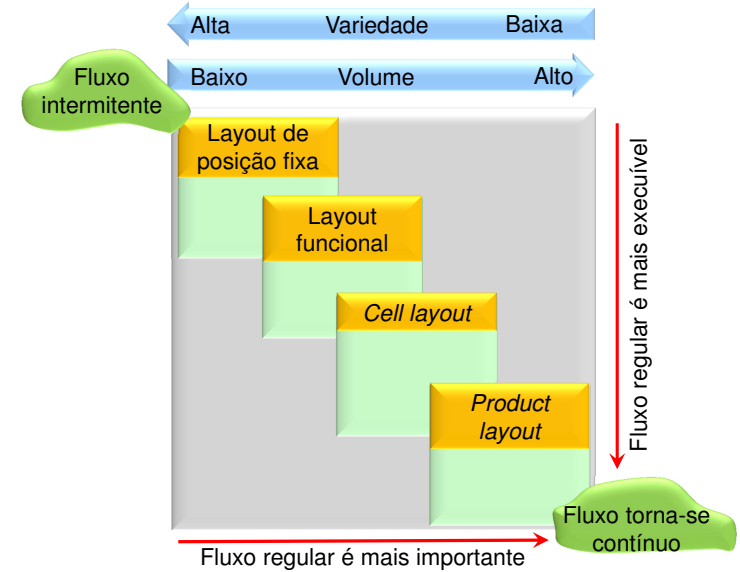 Alta Variedade Baixa
Baixo Volume Alto
Fluxo
intermitente
Layout de
posição fixa
Layout
funcional
Cell layout
Product
layout
Fluxo regular é mais execuível
Fluxo torna-se
contínuo
Fluxo regular é mais importante